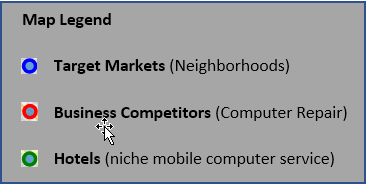 Map Legend
Target Markets (Neighborhoods)
Business Competitors (Computer Repair)
Hotels (niche mobile computer service)